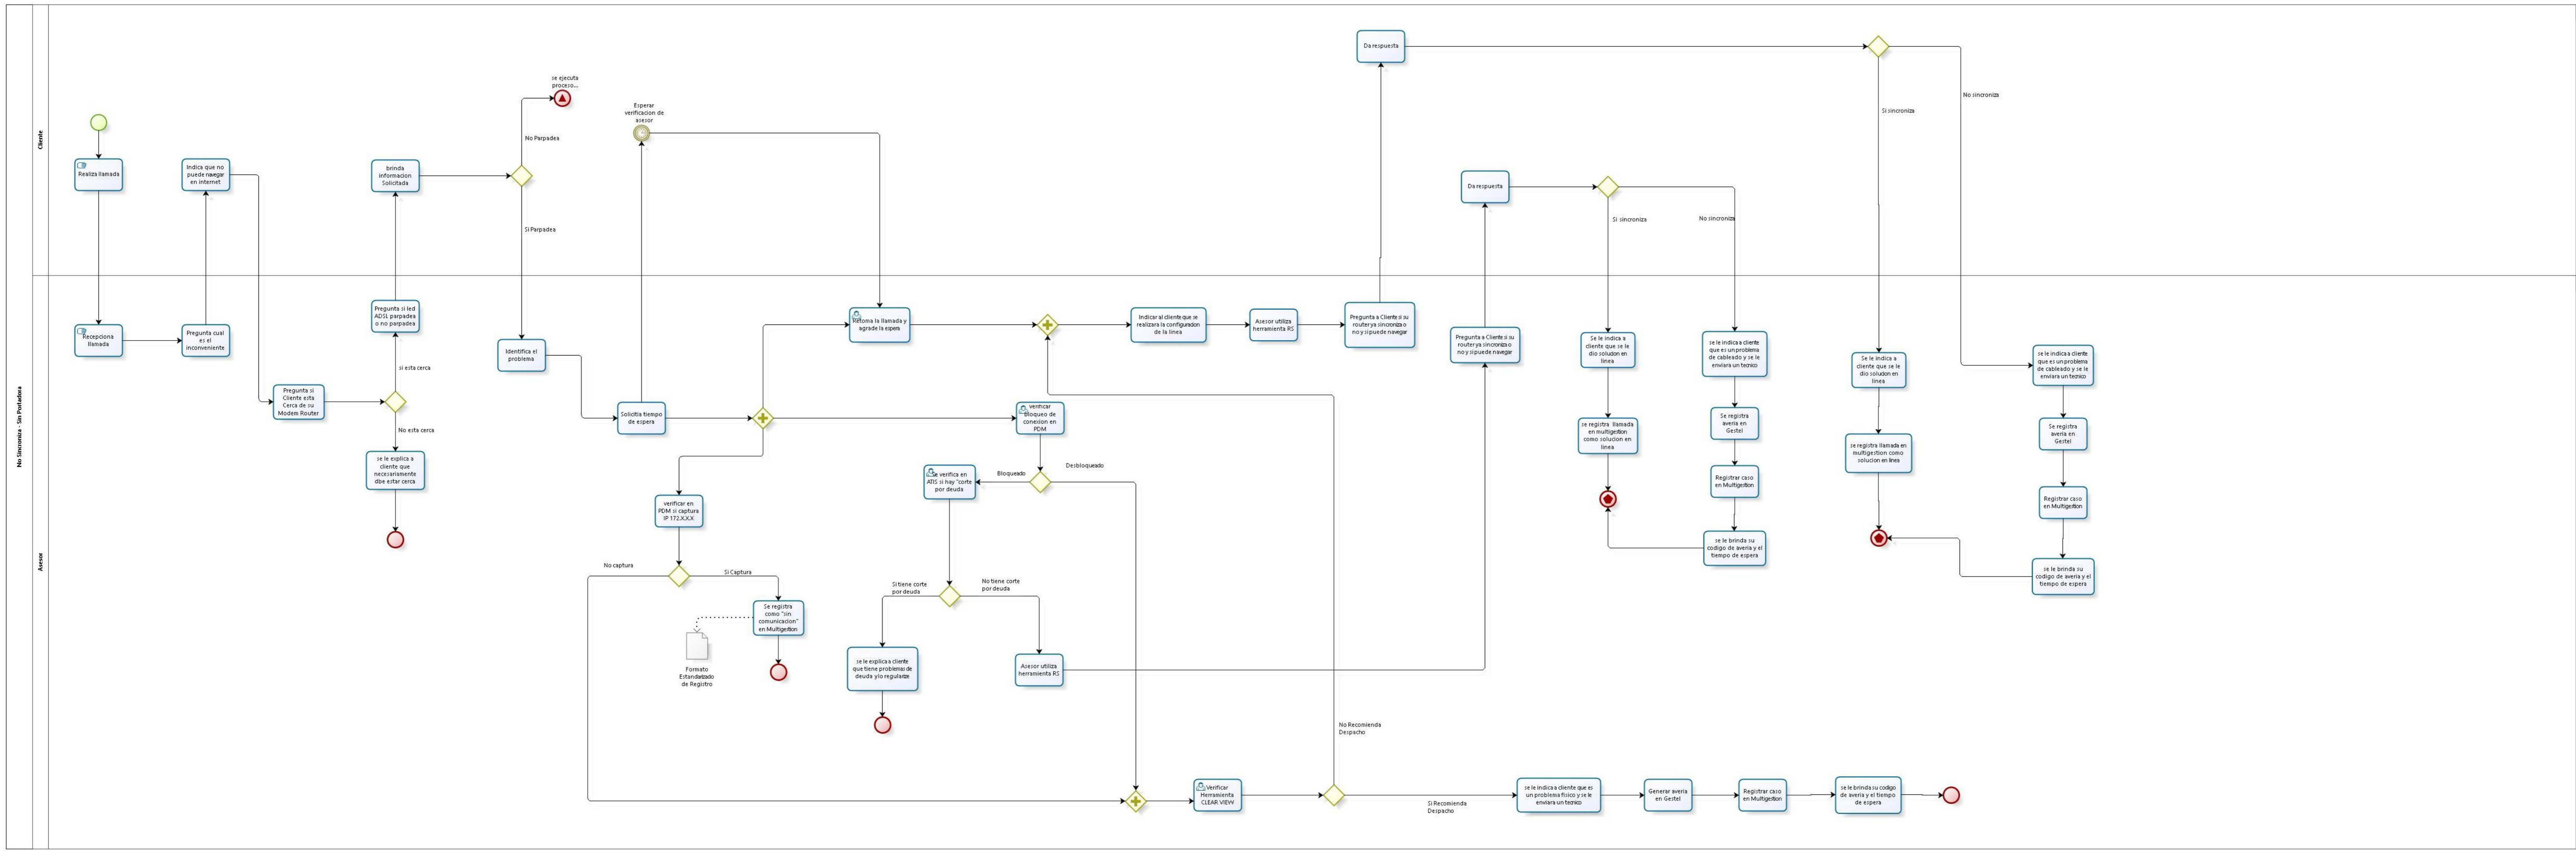 No Sincroniza - Sin Portadora
Cliente
Asesor
Realiza llamada
Recepciona
llamada
Pregunta cual
es el
inconveniente
Indica que no
puede navegar
en internet
Pregunta si
Cliente esta
Cerca de su
Modem Router
si esta cerca
No esta cerca
se le explica a
cliente que
necesariamente
dbe estar cerca
Pregunta si led
ADSL parpadea
o no parpadea
brinda
informacion
Solicitada
No Parpadea
se ejecuta
proceso...
Si Parpadea
Identifica el
problema
Solicitia tiempo
de espera
Esperar
verificacion de
asesor
Retoma la llamada y
agrade la espera
verificar
bloqueo de
conexion en
PDM
Bloqueado
Desbloqueado
Se verifica en
ATIS si hay "corte
por deuda
Si tiene corte
por deuda
No tiene corte
por deuda
se le explica a cliente
que tiene problemas de
deuda y lo regularize
Asesor utiliza
herramienta RS
verificar en
PDM si captura
IP 172.X.X.X
No captura
Si Captura
Se registra
como "sin
comunicacion"
en Multigestion
Formato
Estandarizado
de Registro
Indicar al cliente que se
realizara la configuracion
de la linea
Asesor utiliza
herramienta RS
Pregunta a Cliente si su
router ya sincroniza o
no y si puede navegar
Da respuesta
Si sincroniza
No sincroniza
Pregunta a Cliente si su
router ya sincroniza o
no y si puede navegar
Da respuesta
Si sincroniza
No sincroniza
Se le indica a
cliente que se le
dio solucion en
linea
se registra llamada
en multigestion
como solucion en
linea
se le indica a cliente
que es un problema
de cableado y se le
enviara un tecnico
Se registra
averia en
Gestel
Registrar caso
en Multigestion
se le brinda su
codigo de averia y el
tiempo de espera
Se le indica a
cliente que se le
dio solucion en
linea
se registra llamada en
multigestion como
solucion en linea
se le indica a cliente
que es un problema
de cableado y se le
enviara un tecnico
Se registra
averia en
Gestel
Registrar caso
en Multigestion
se le brinda su
codigo de averia y el
tiempo de espera
Verificar
Herramienta
CLEAR VIEW
No Recomienda
Despacho
Si Recomienda
Despacho
se le indica a cliente que es
un problema fisico y se le
enviara un tecnico
Generar averia
en Gestel
Registrar caso
en Multigestion
se le brinda su codigo
de averia y el tiempo
de espera